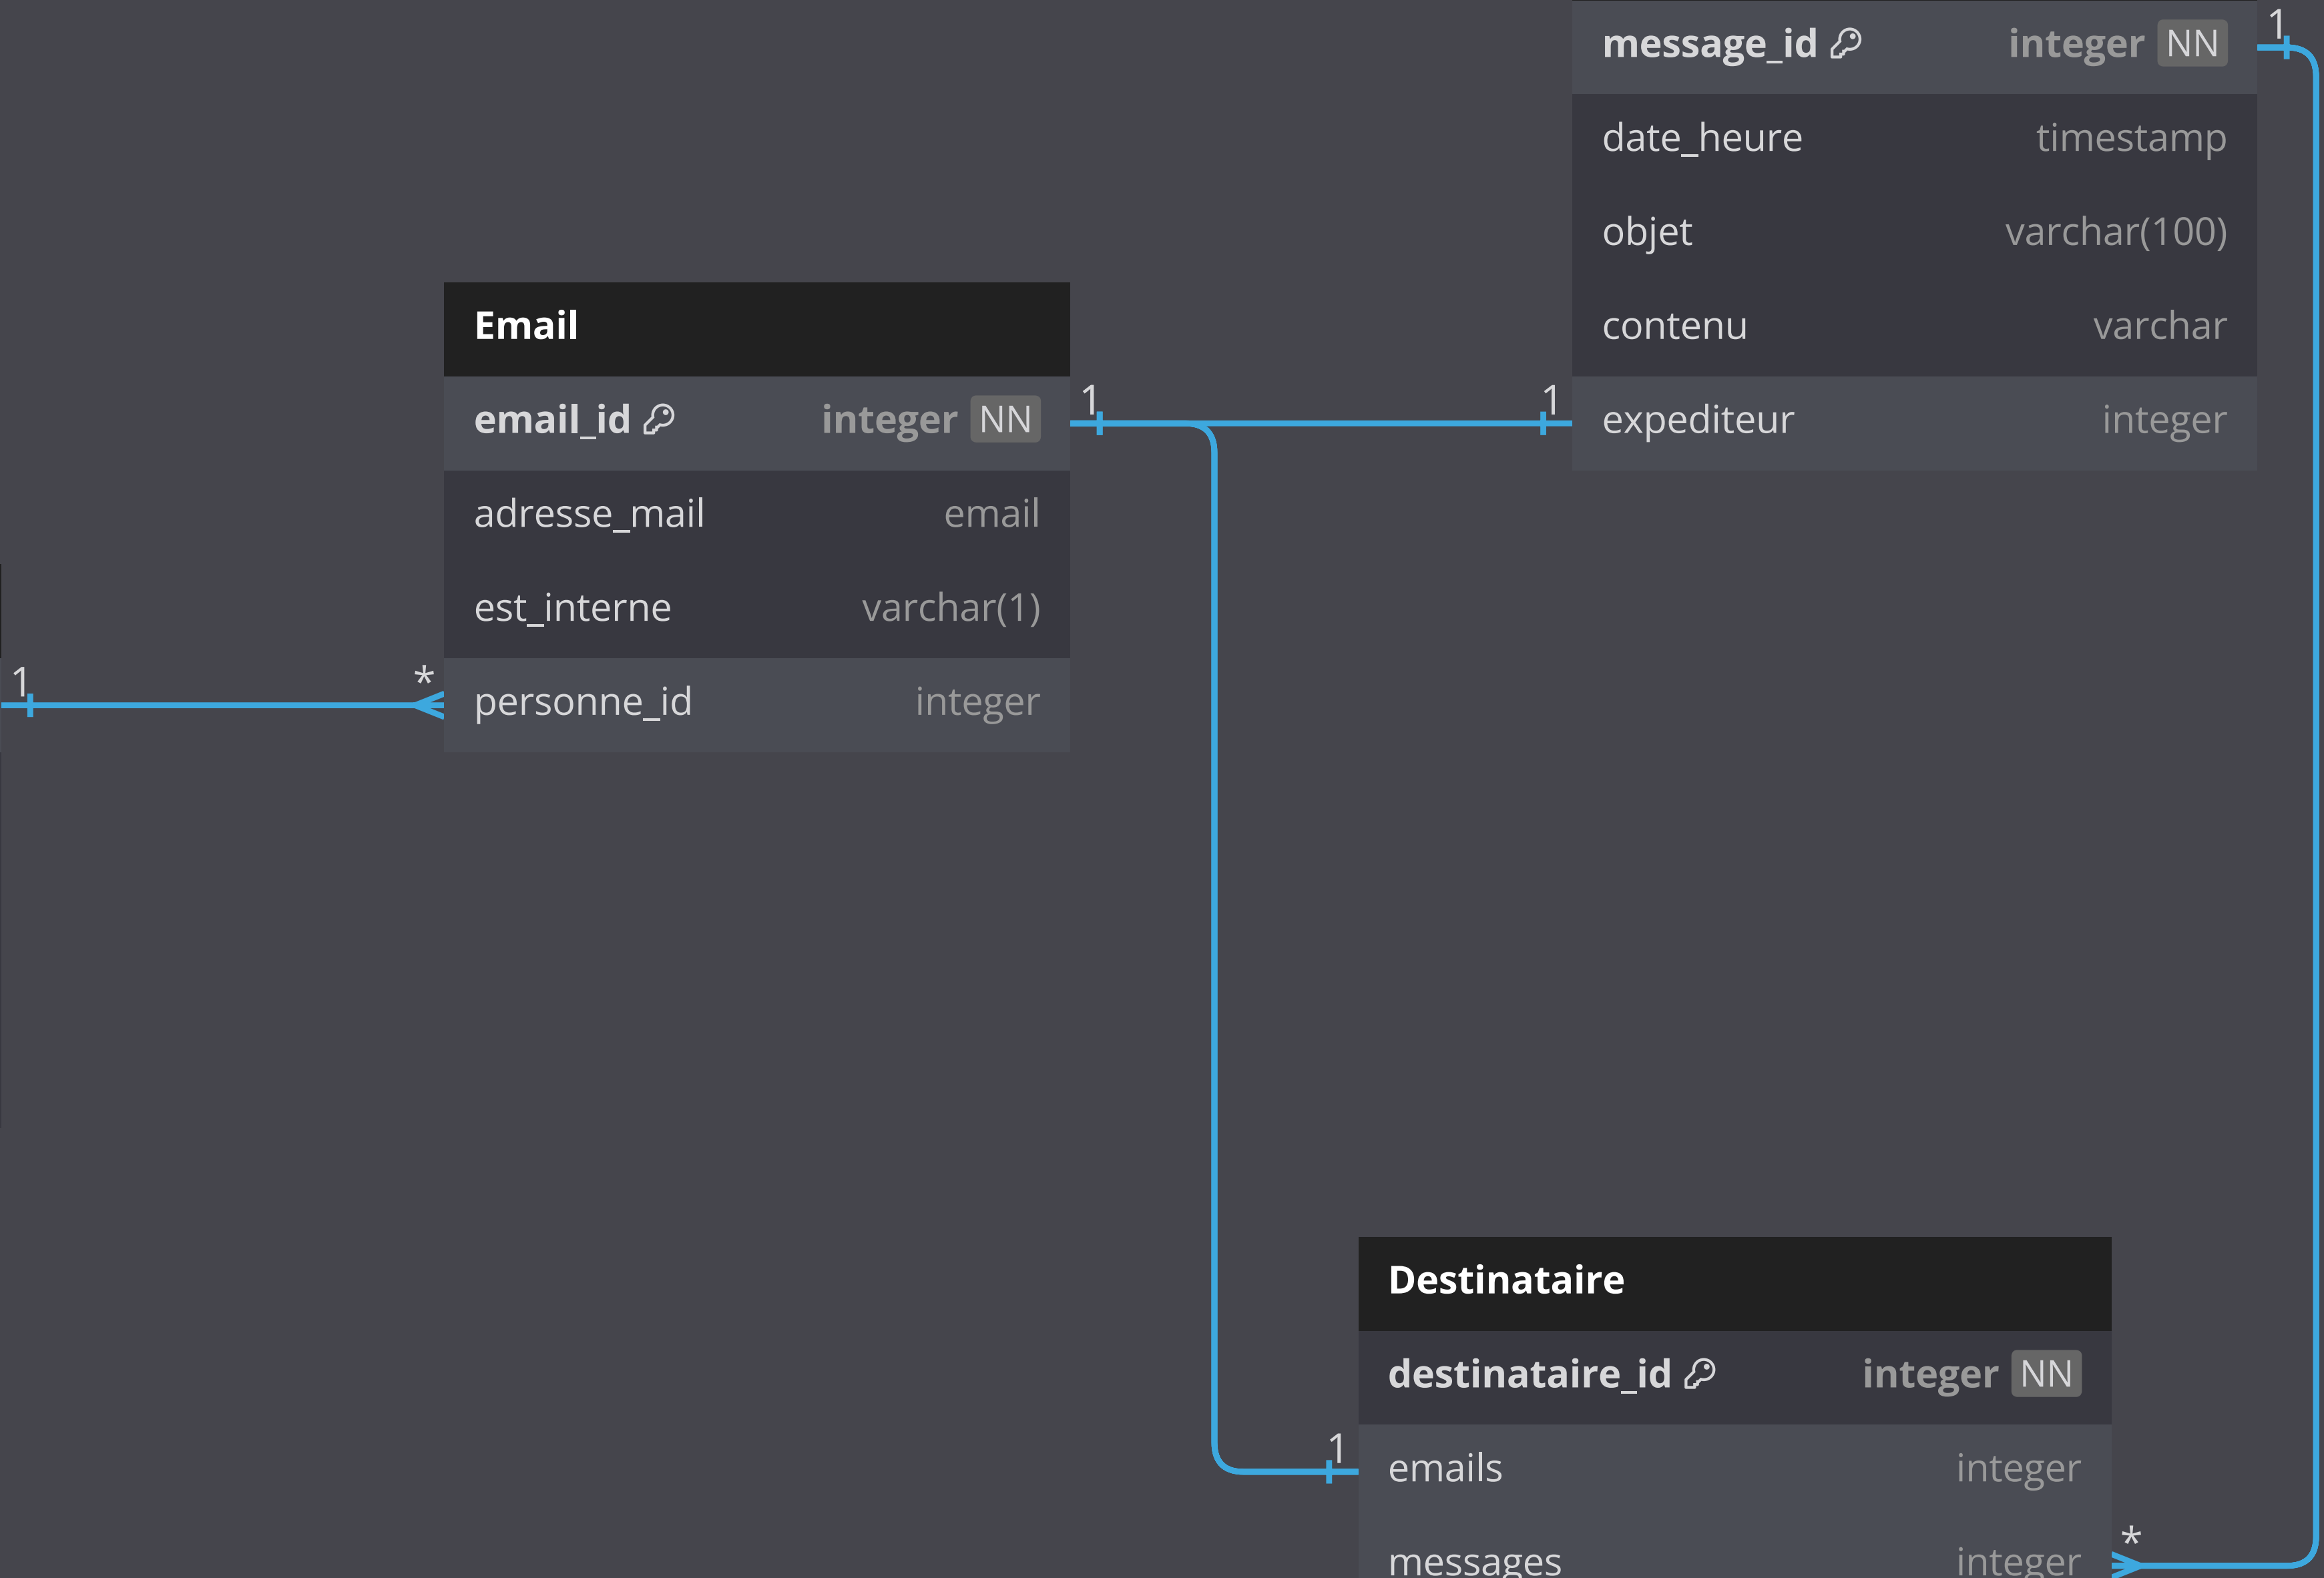 message_id integer NN
1
date_heure timestamp
objet varchar(100)
contenu varchar
expediteur integer
1
Email
email_id integer NN
1
adresse_mail email
est_interne varchar(1)
personne_id integer
1
*
Destinataire
destinataire_id integer NN
emails integer
1
messages integer
*